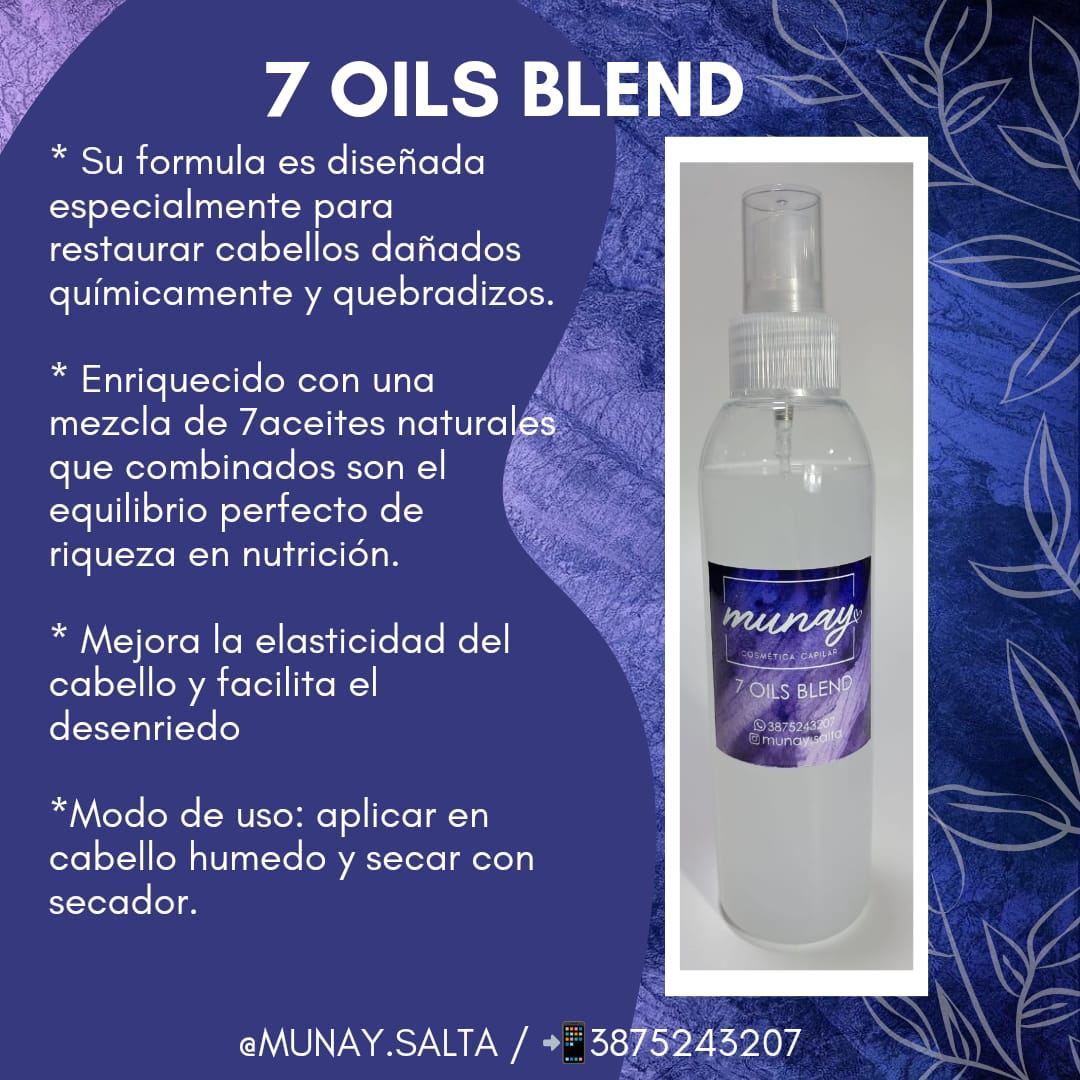 7 OILS BLEND
* Su formula es diseñada
especialmente para
restaurar cabellos dañados
químicamente y quebradizos.
* Enriquecido con una
mezcla de 7aceites naturales
que combinados son el
equilibrio perfecto de
riqueza en nutrición.
* Mejora la elasticidad del
cabello y facilita el
desenriedo
*Modo de uso: aplicar en
cabello humedo y secar con
secador.
munay
COSMÉTICA CAPILAR
7 OILS BLEND
3875243207
munay.salta
@MUNAY.SALTA / 📲3875243207